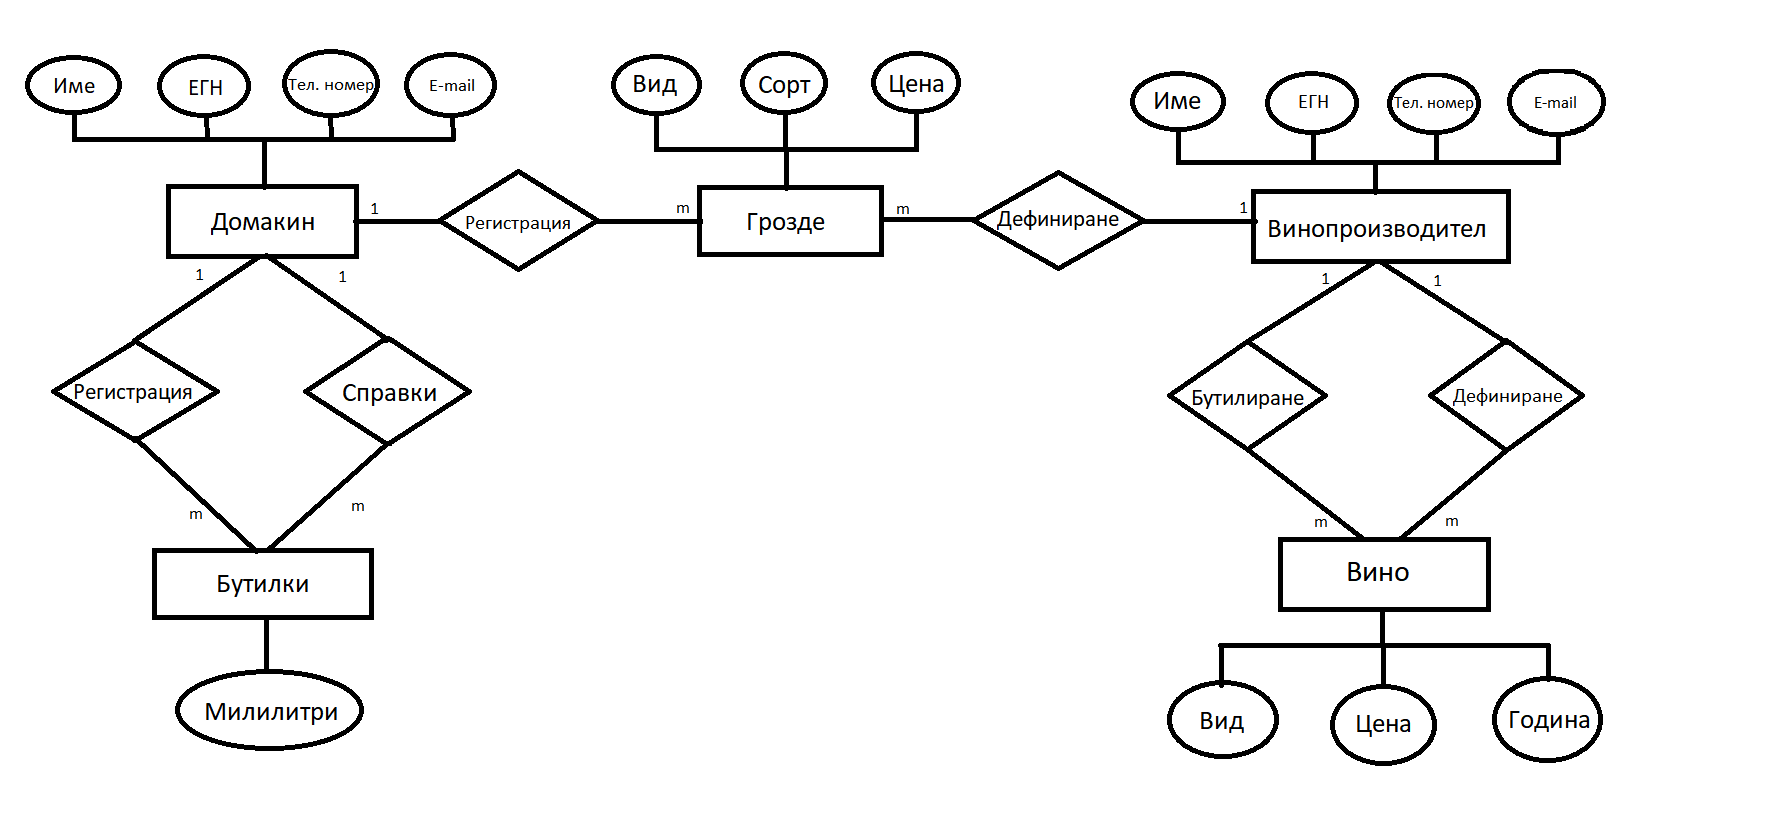 Име
ЕГН
Тел. номер
E-mail
Вид
Сорт
Цена
Име
ЕГН
Тел. номер
E-mail
Домакин
1
Регистрация
m
Грозде
m
Дефиниране
1
Винопроизводител
1
1
1
1
Регистрация
Справки
Бутилиране
Дефиниране
m
m
m
m
Бутилки
Вино
Милилитри
Вид
Цена
Година